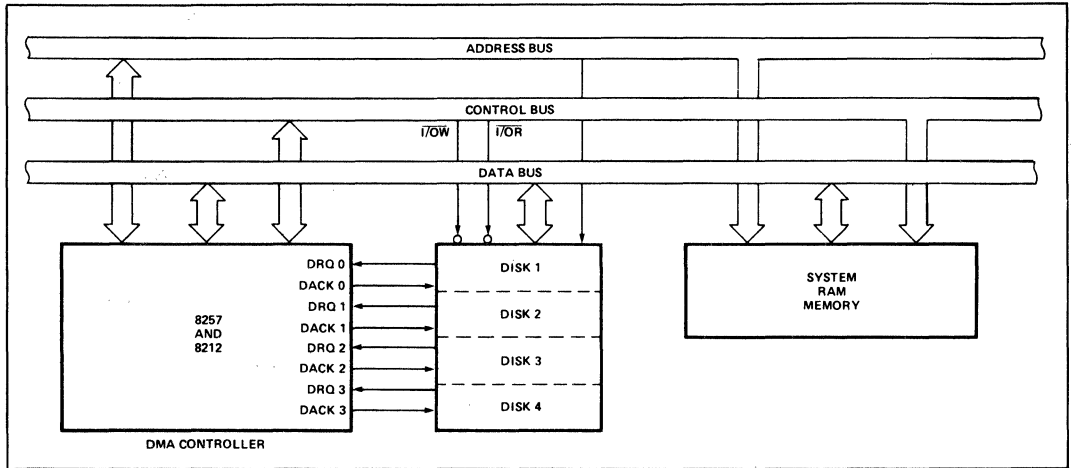 ADDRESS BUS
CONTROL BUS
I/OW I/OR
DATA BUS
DRQ 0
DACK 0
DRQ 1
DACK 1
DRQ 2
DACK 2
DRQ 3
DACK 3
8257
AND
8212
DISK 1
DISK 2
DISK 3
DISK 4
SYSTEM
RAM
MEMORY
DMA CONTROLLER